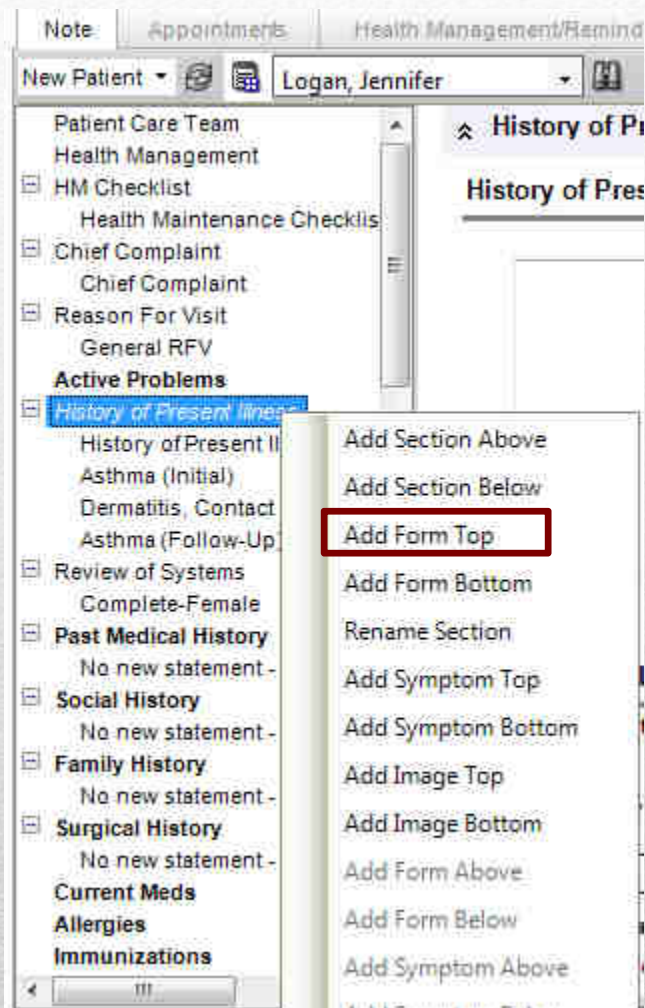 Note Appointments Health Management/Remind
New Patient Logan, Jennifer
Patient Care Team
Health Management
HM Checklist
Health Maintenance Checklis
Chief Complaint
Chief Complaint
Reason For Visit
General RFV
Active Problems
History of Present Illness
History of Present Il
Asthma (Initial)
Dermatitis, Contact
Asthma (Follow-Up)
Review of Systems
Complete-Female
Past Medical History
No new statement -
Social History
No new statement -
Family History
No new statement -
Surgical History
No new statement -
Current Meds
Allergies
Immunizations
History of Pr
History of Pres
Add Section Above
Add Section Below
Add Form Top
Add Form Bottom
Rename Section
Add Symptom Top
Add Symptom Bottom
Add Image Top
Add Image Bottom
Add Form Above
Add Form Below
Add Symptom Above